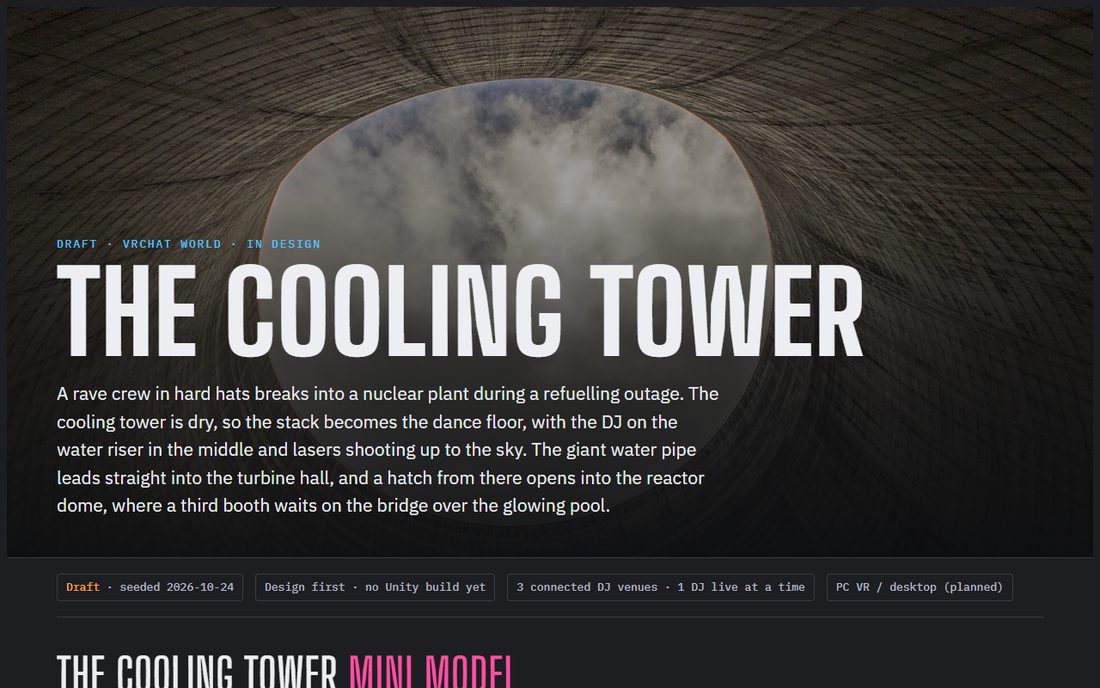 DRAFT · VRCHAT WORLD · IN DESIGN
THE COOLING TOWER
A rave crew in hard hats breaks into a nuclear plant during a refuelling outage. The
cooling tower is dry, so the stack becomes the dance floor, with the DJ on the
water riser in the middle and lasers shooting up to the sky. The giant water pipe
leads straight into the turbine hall, and a hatch from there opens into the reactor
dome, where a third booth waits on the bridge over the glowing pool.
Draft · seeded 2026-10-24
Design first · no Unity build yet
3 connected DJ venues · 1 DJ live at a time
PC VR / desktop (planned)
THE COOLING TOWER MINI MODEL